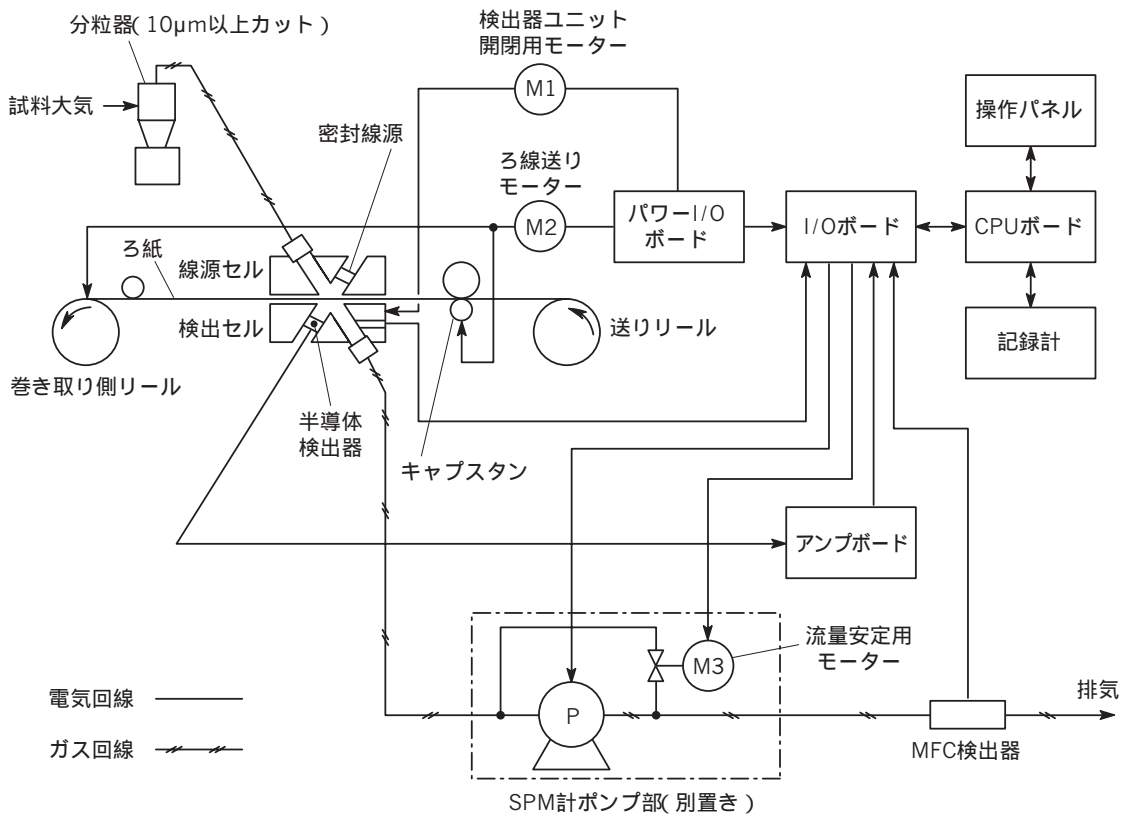 分粒器(10μm以上カット)
試料大気
検出器ユニット
開閉用モーター
M1
密封線源
ろ線送り
モーター
M2
パワーI/O
ボード
I/Oボード
操作パネル
CPUボード
記録計
ろ紙
線源セル
検出セル
送りリール
巻き取り側リール
半導体
検出器
キャプスタン
アンプボード
流量安定用
モーター
M3
P
電気回線
ガス回線
排気
MFC検出器
SPM計ポンプ部(別置き)